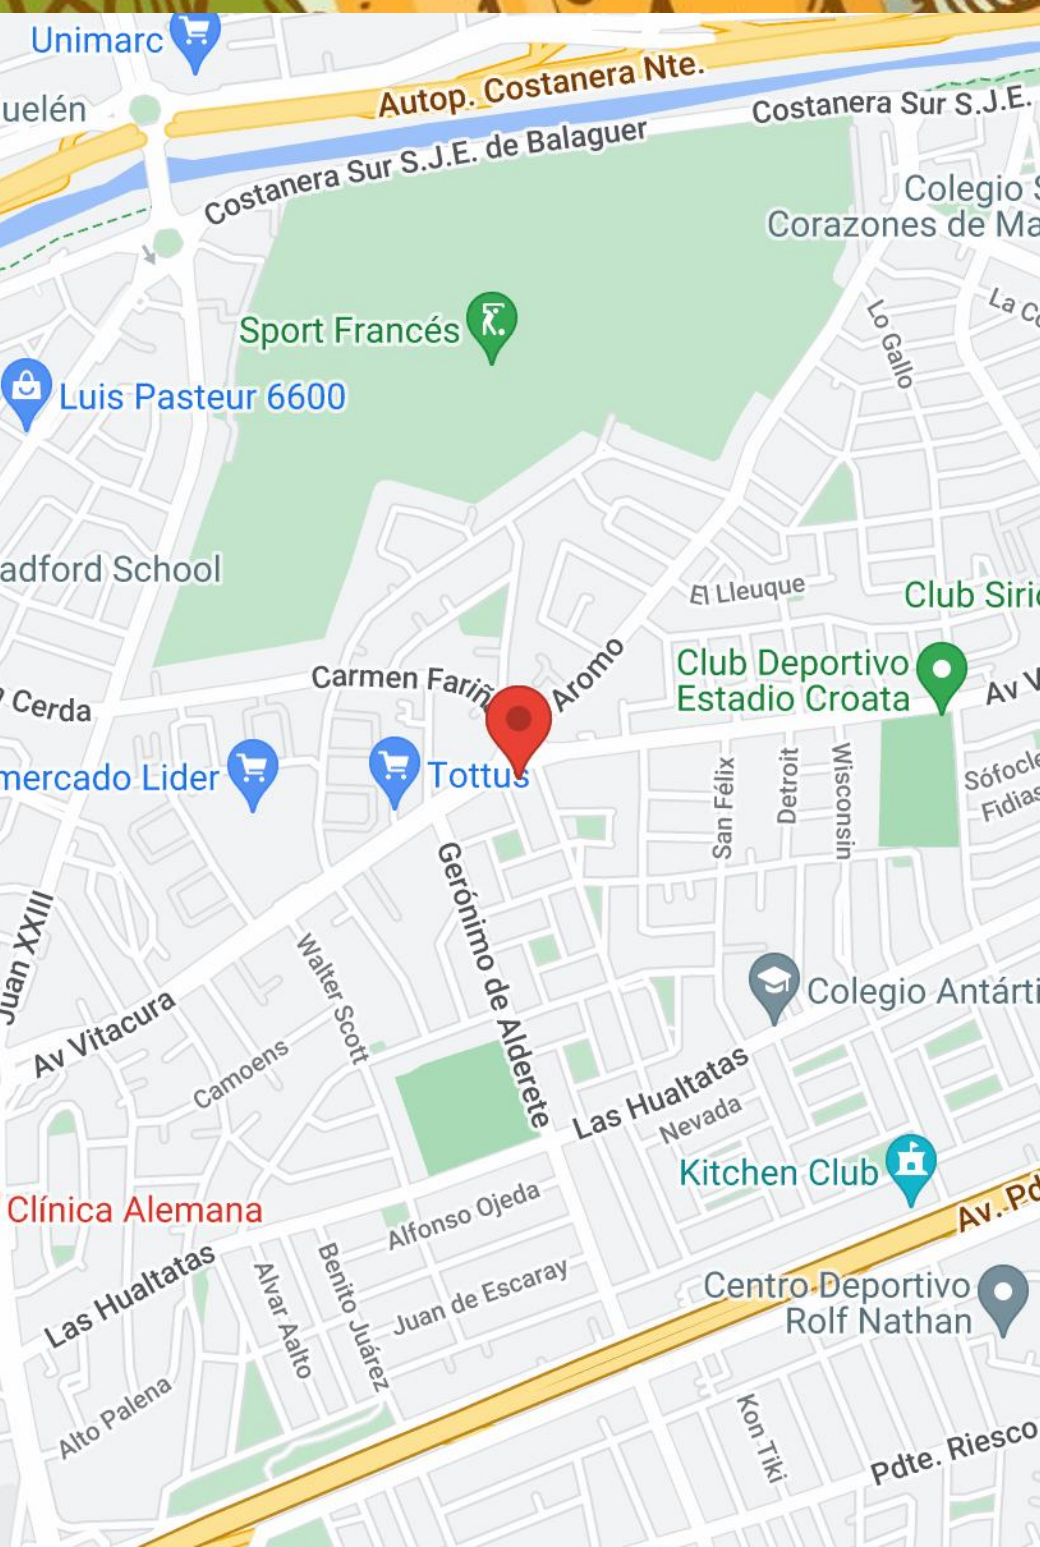 Unimarc
Autop. Costanera Nte.
uelén
Costanera Sur S.J.E.
Costanera Sur S.J.E. de Balaguer
Colegio S
Corazones de Ma
La Co
Lo Gallo
Sport Francés
Luis Pasteur 6600
adford School
El Lleuque
Club Sirio
Carmen Fariñ
Aromo
Club Deportivo
Estadio Croata
Av V
Cerda
mercado Lider
Tottus
San Félix
Detroit
Wisconsin
Sófocle
Fidias
Juan XXIII
Gerónimo de Alderete
Walter Scott
Colegio Antárti
Av Vitacura
Camoens
Las Hualtatas
Nevada
Kitchen Club
Clínica Alemana
Alfonso Ojeda
Av. Pd
Las Hualtatas
Alvar Aalto
Benito Juárez
Juan de Escaray
Centro Deportivo
Rolf Nathan
Alto Palena
Kon Tiki
Pdte. Riesco